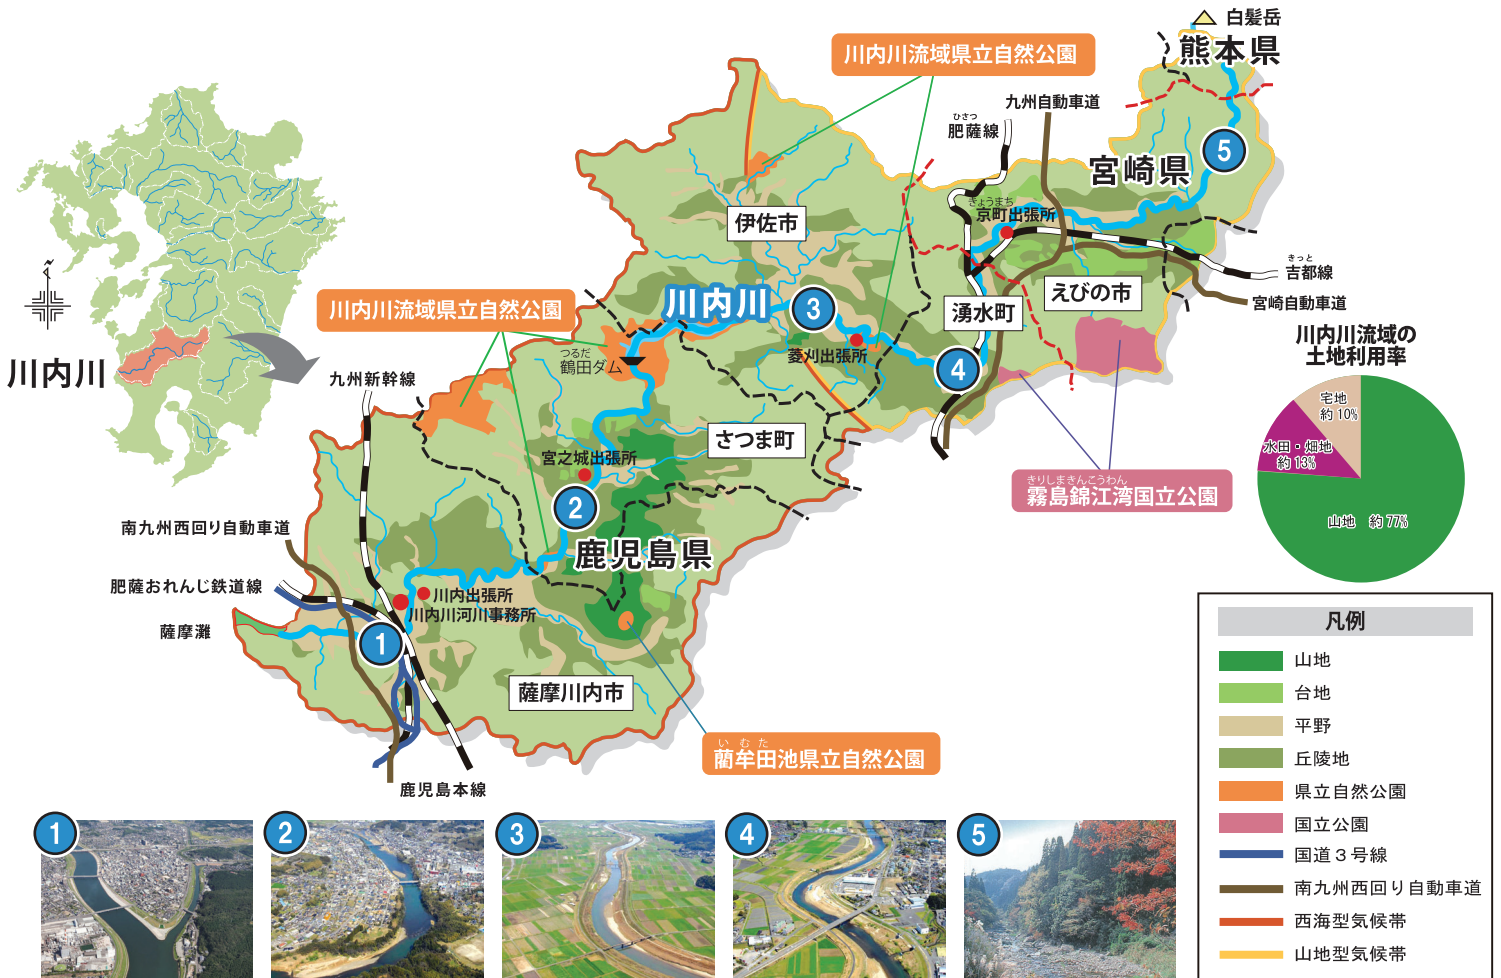 白髪岳
熊本県
川内川流域県立自然公園
九州自動車道
ひさつ
肥薩線
宮崎県
5
きょうまち
京町出張所
伊佐市
きっと
吉都線
えびの市
宮崎自動車道
川内川
3
湧水町
川内川流域県立自然公園
菱刈出張所
つるだ
鶴田ダム
4
川内川
九州新幹線
さつま町
宮之城出張所
2
きりしまきんこうわん
霧島錦江湾国立公園
鹿児島県
南九州西回り自動車道
肥薩おれんじ鉄道線
川内出張所
川内川河川事務所
薩摩灘
1
薩摩川内市
いむた
藺牟田池県立自然公園
鹿児島本線
川内川流域の
土地利用率
宅地
約10%
水田・畑地
約13%
山地 約77%
凡例
山地
台地
平野
丘陵地
県立自然公園
国立公園
国道3号線
南九州西回り自動車道
西海型気候帯
山地型気候帯
1
2
3
4
5